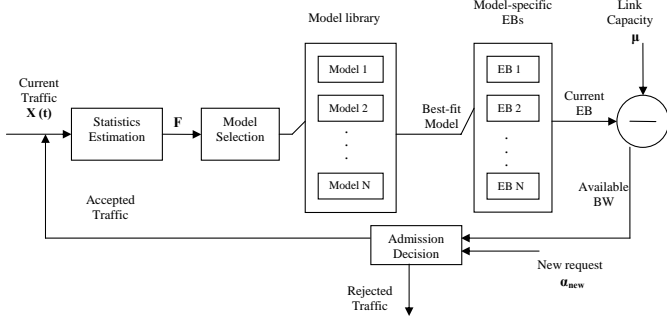 Model library
Model-specific
EBs
Link
Capacity
μ
Current
Traffic
X (t)
Statistics
Estimation
F
Model
Selection
Model 1
Model 2
.
.
.
Model N
Best-fit
Model
EB 1
EB 2
.
.
.
EB N
Current
EB
Available
BW
Accepted
Traffic
Admission
Decision
New request
αnew
Rejected
Traffic